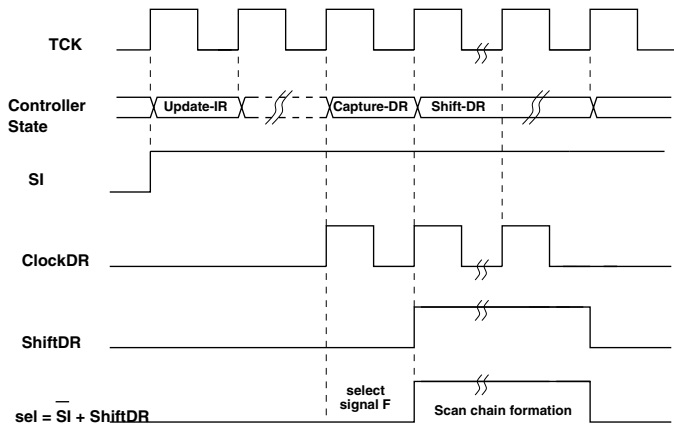 TCK
Controller
State
Update-IR
Capture-DR
Shift-DR
SI
ClockDR
ShiftDR
select
signal F
Scan chain formation
sel = S̅I̅ + ShiftDR